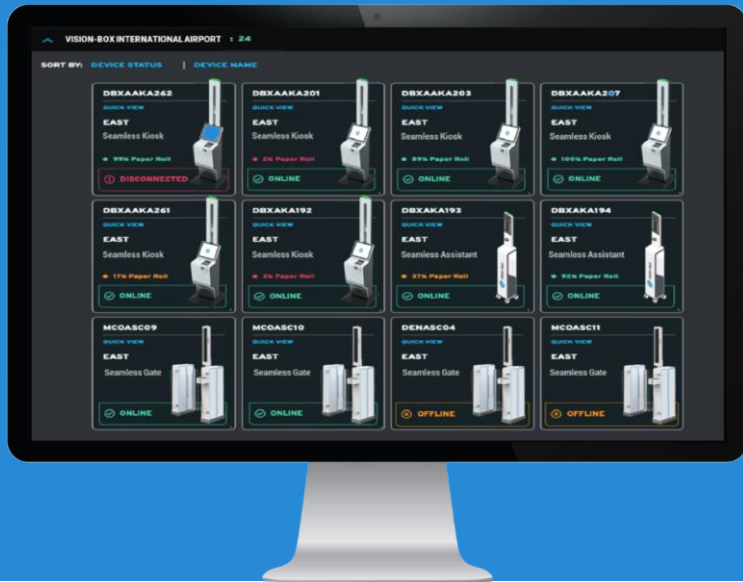 VISION-BOX INTERNATIONAL AIRPORT : 24
SORT BY: DEVICE STATUS | DEVICE NAME
DBXAAKA262
QUICK VIEW
EAST
Seamless Kiosk
99% Paper Roll
DISCONNECTED
DBXAAKA201
QUICK VIEW
EAST
Seamless Kiosk
2% Paper Roll
ONLINE
DBXAAKA203
QUICK VIEW
EAST
Seamless Kiosk
89% Paper Roll
ONLINE
DBXAAKA207
QUICK VIEW
EAST
Seamless Kiosk
100% Paper Roll
ONLINE
DBXAAKA261
QUICK VIEW
EAST
Seamless Kiosk
17% Paper Roll
ONLINE
DBXAKA192
QUICK VIEW
EAST
Seamless Kiosk
Paper Roll
ONLINE
DBXAKA193
QUICK VIEW
EAST
Seamless Assistant
37% Paper Roll
ONLINE
DBXAKA194
QUICK VIEW
EAST
Seamless Assistant
92% Paper Roll
ONLINE
MCOASC09
QUICK VIEW
EAST
Seamless Gate
ONLINE
MCOASC10
QUICK VIEW
EAST
Seamless Gate
ONLINE
DENASC04
QUICK VIEW
EAST
Seamless Gate
OFFLINE
MCOASC11
QUICK VIEW
EAST
Seamless Gate
OFFLINE